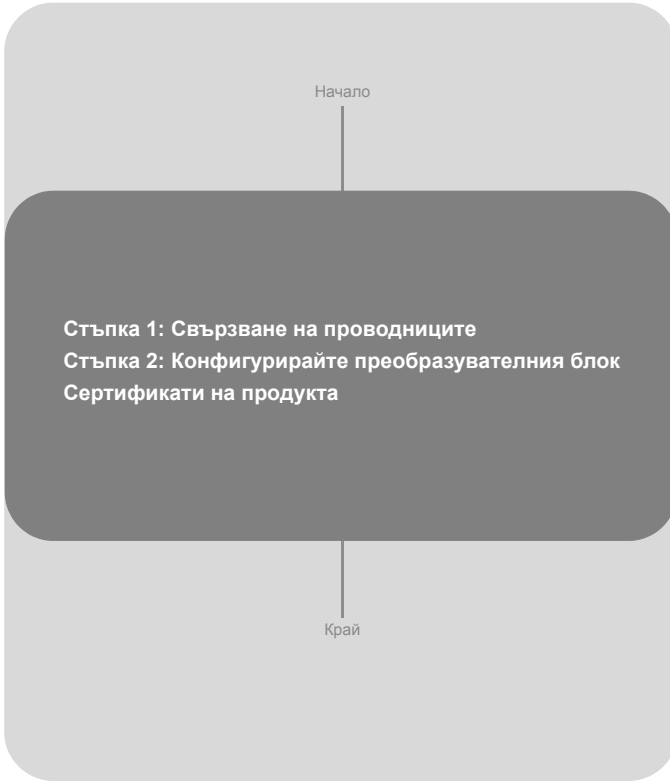 Начало
Стъпка 1: Свързване на проводниците
Стъпка 2: Конфигурирайте преобразувателния блок
Сертификати на продукта
Край